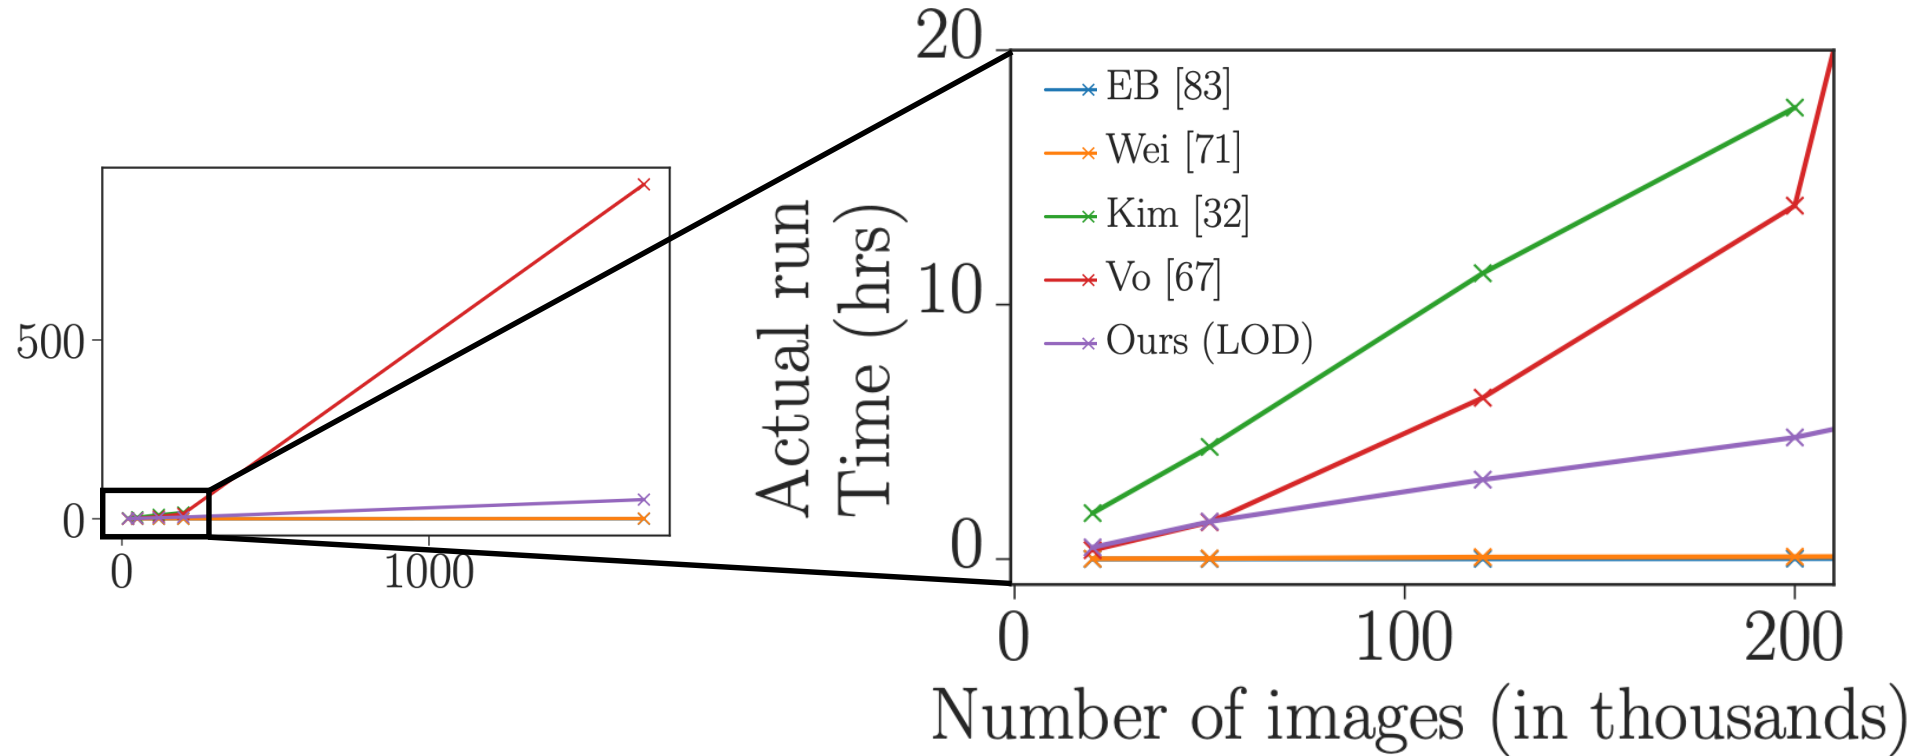 500
0
0
1000
Actual run
Time (hrs)
20
10
0
EB [83]
Wei [71]
Kim [32]
Vo [67]
Ours (LOD)
0
100
200
Number of images (in thousands)